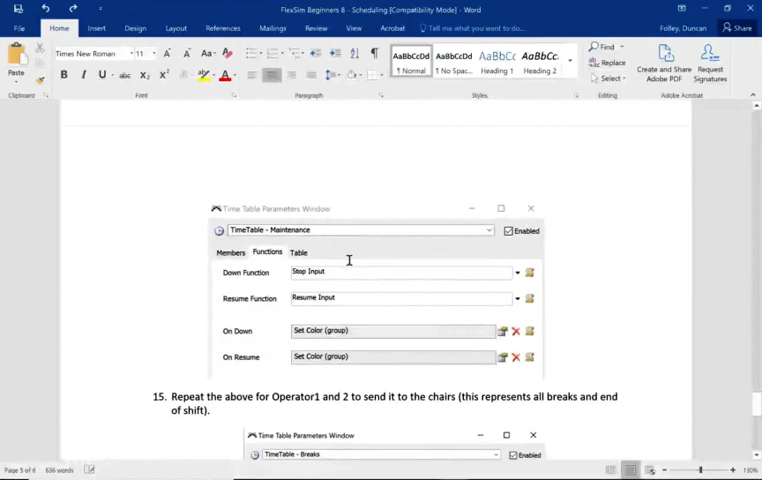 FlexSim Beginners 8 - Scheduling [Compatibility Mode] - Word
Folley, Duncan
File Home Insert Design Layout References Mailings Review View Acrobat Tell me what you want to do... Share
Times New Roman 11 A A Aa
Paste B I U abc X2 X2 A
AaBbCcDd AaBbCcDd AaBbCc AaBbCc
¶ Normal ¶ No Spac... Heading 1 Heading 2
Find
Replace
Select
Create and Share Adobe PDF
Request Signatures
Clipboard Font Paragraph Styles Editing Adobe Acrobat
Time Table Parameters Window
TimeTable - Maintenance Enabled
Members Functions Table
Down Function Stop Input
Resume Function Resume Input
On Down Set Color (group)
On Resume Set Color (group)
15. Repeat the above for Operator1 and 2 to send it to the chairs (this represents all breaks and end
of shift).
Time Table Parameters Window
TimeTable - Breaks Enabled
Page 5 of 6 636 words 130%